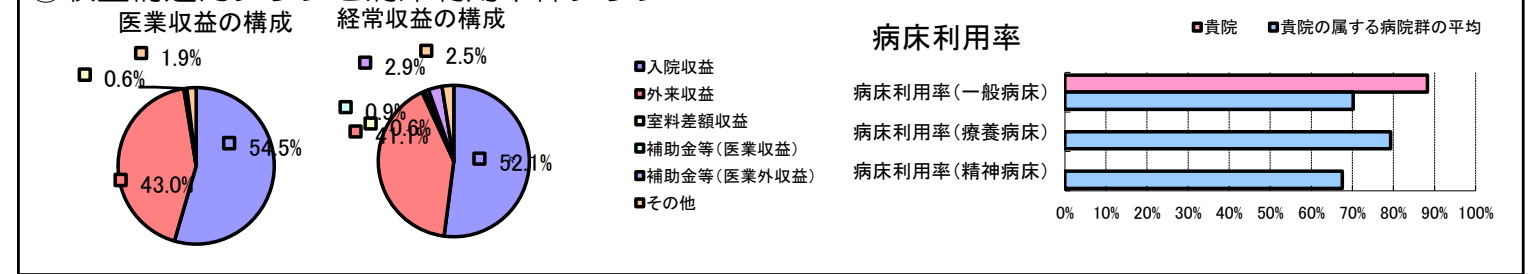 医業収益の構成
1.9%
0.6%
54.5%
43.0%
経常収益の構成
2.5%
2.9%
0.9%
0.6%
41.1%
52.1%
入院収益
外来収益
室料差額収益
補助金等(医業収益)
補助金等(医業外収益)
その他
病床利用率
貴院 貴院の属する病院群の平均
病床利用率(一般病床)
病床利用率(療養病床)
病床利用率(精神病床)
0% 10% 20% 30% 40% 50% 60% 70% 80% 90% 100%